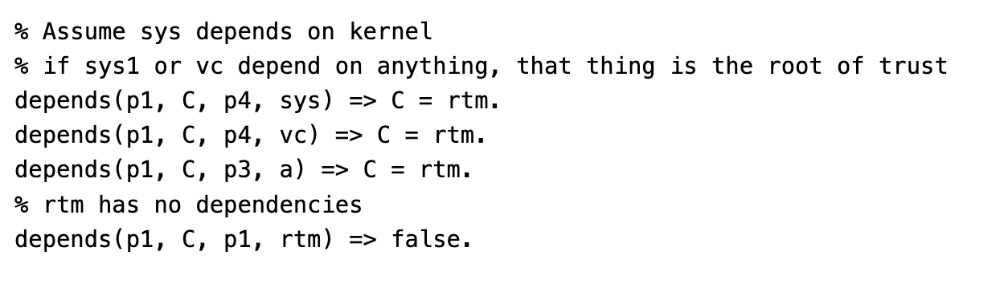 % Assume sys depends on kernel
% if sys1 or vc depend on anything, that thing is the root of trust
depends(p1, C, p4, sys) => C = rtm.
depends(p1, C, p4, vc) => C = rtm.
depends(p1, C, p3, a) => C = rtm.
% rtm has no dependencies
depends(p1, C, p1, rtm) => false.